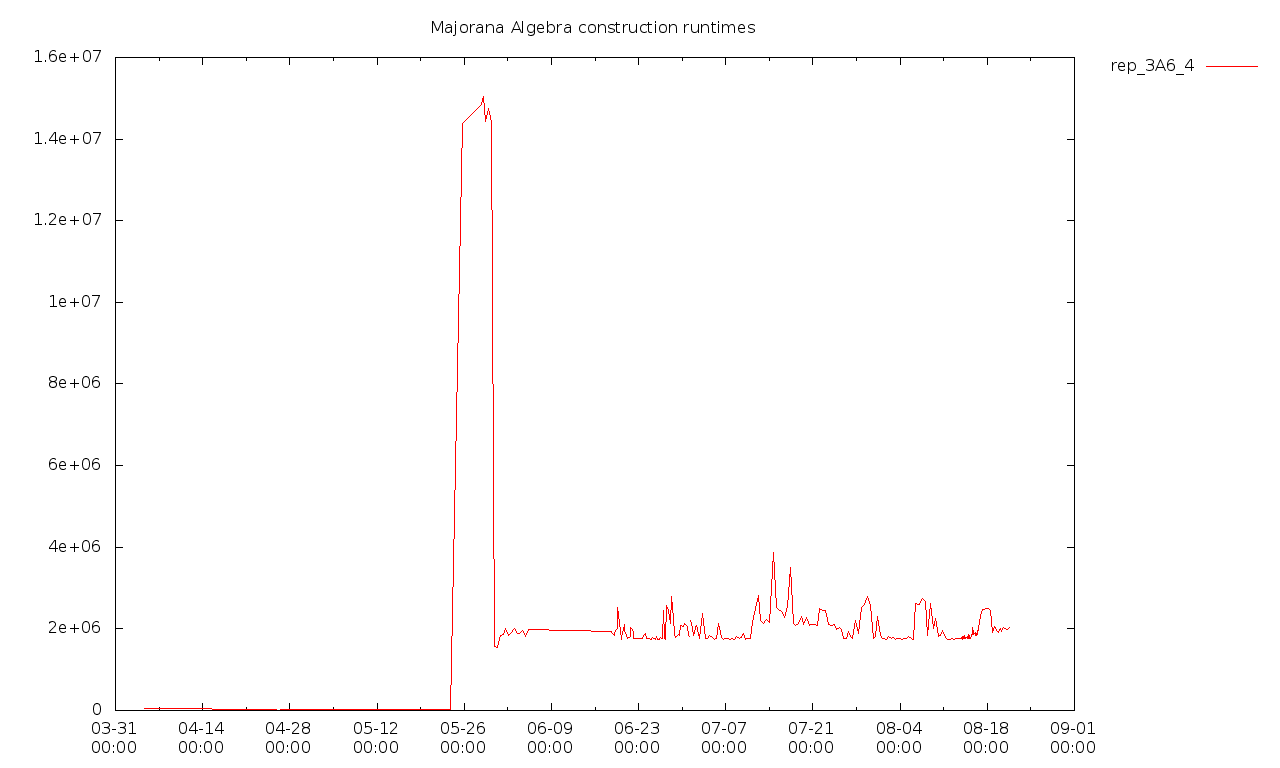 Majorana Algebra construction runtimes
rep_3A6_4
1.6e+07
1.4e+07
1.2e+07
1e+07
8e+06
6e+06
4e+06
2e+06
0
03-31 04-14 04-28 05-12 05-26 06-09 06-23 07-07 07-21 08-04 08-18 09-01
00:00 00:00 00:00 00:00 00:00 00:00 00:00 00:00 00:00 00:00 00:00 00:00